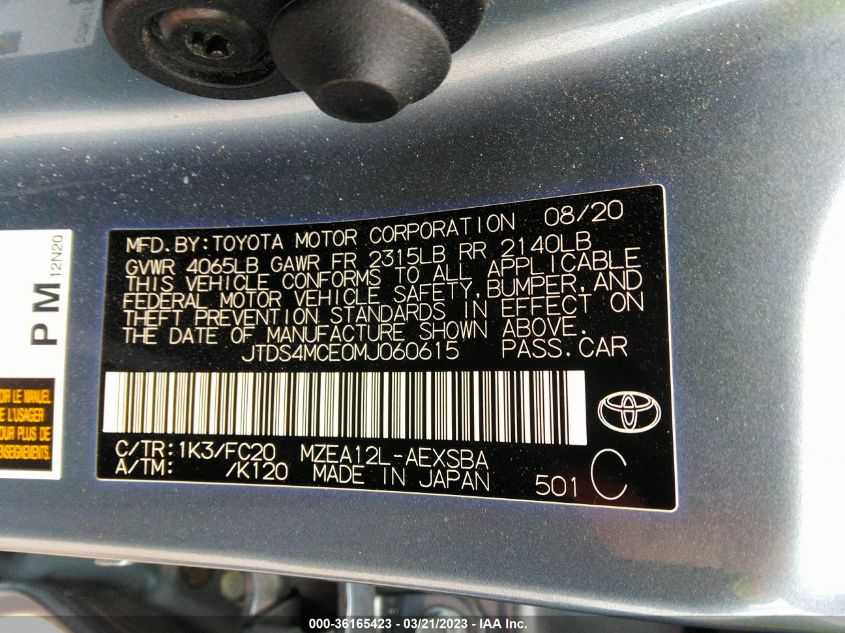 MFD.BY:TOYOTA MOTOR CORPORATION 08/20
GVWR 4065LB GAWR FR 2315LB RR 2140LB
THIS VEHICLE CONFORMS TO ALL APPLICABLE
FEDERAL MOTOR VEHICLE SAFETY,BUMPER,AND
THEFT PREVENTION STANDARDS IN EFFECT ON
THE DATE OF MANUFACTURE SHOWN ABOVE.
JTDS4MCE0MJ060615 PASS.CAR
C/TR:1K3/FC20 MZEA12L-AEXSBA
A/TM: /K120 MADE IN JAPAN 501 C
PM 12N20
LE MANUEL
L'USAGER
PLUS DE
000-36165423 - 03/21/2023 - IAA Inc.